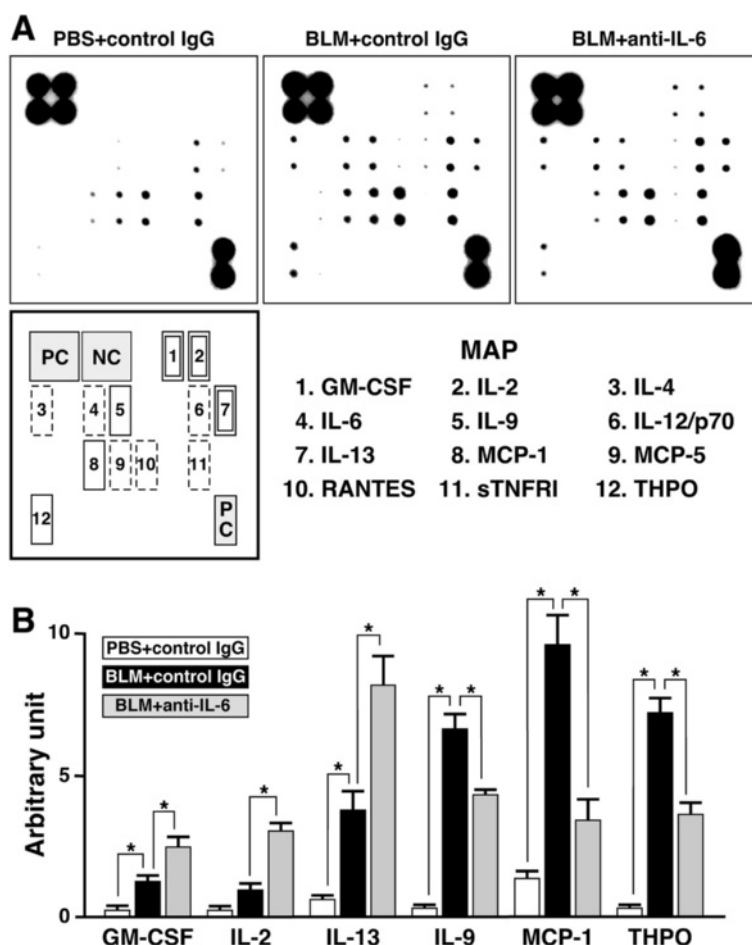 A
PBS+control IgG BLM+control IgG BLM+anti-IL-6
PC NC 1 2
3 4 5 6 7
8 9 10 11
12 PC
MAP
1. GM-CSF 2. IL-2 3. IL-4
4. IL-6 5. IL-9 6. IL-12/p70
7. IL-13 8. MCP-1 9. MCP-5
10. RANTES 11. sTNFRI 12. THPO
B
Arbitrary unit
10
5
0
PBS+control IgG
BLM+control IgG
BLM+anti-IL-6
* * * * * * * * * * *
GM-CSF IL-2 IL-13 IL-9 MCP-1 THPO